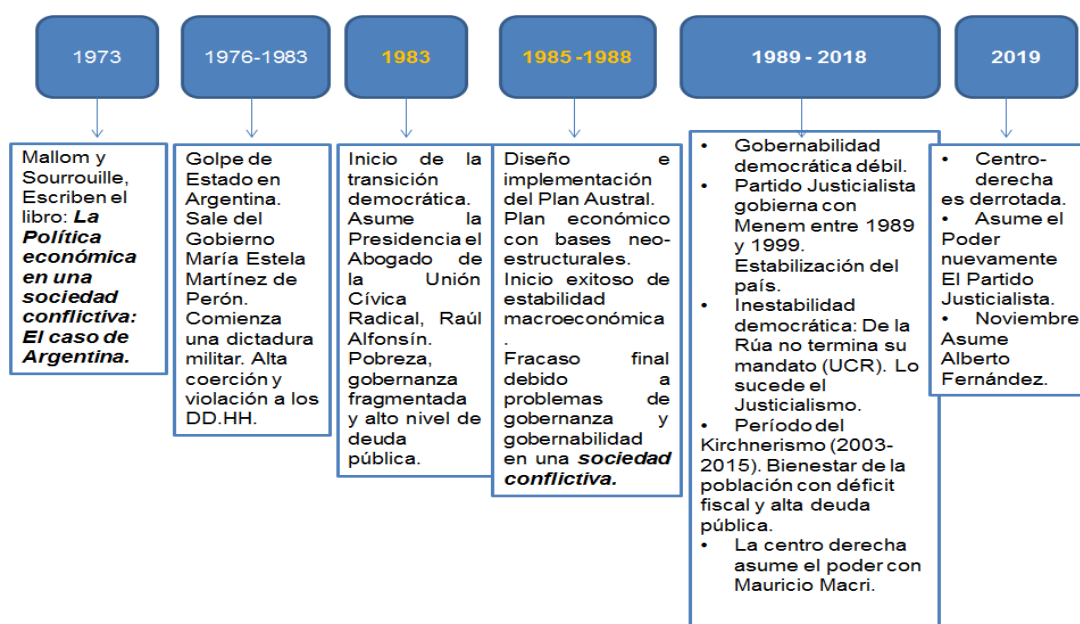 1973
Mallom y
Sourrouille,
Escriben el
libro: La
Política
económica
en una
sociedad
conflictiva:
El caso de
Argentina.
1976-1983
Golpe de
Estado en
Argentina.
Sale del
Gobierno
María Estela
Martínez de
Perón.
Comienza
una dictadura
militar. Alta
coerción y
violación a los
DD.HH.
1983
Inicio de la
transición
democrática.
Asume la
Presidencia el
Abogado de
la Unión
Cívica
Radical, Raúl
Alfonsín.
Pobreza,
gobernanza
fragmentada
y alto nivel de
deuda
pública.
1985 -1988
Diseño e
implementación
del Plan Austral.
Plan económico
con bases neo-
estructurales.
Inicio exitoso de
estabilidad
macroeconómica
.
Fracaso final
debido a
problemas de
gobernanza y
gobernabilidad
en una sociedad
conflictiva.
1989 - 2018
• Gobernabilidad
democrática débil.
• Partido Justicialista
gobierna con
Menem entre 1989
y 1999.
Estabilización del
país.
• Inestabilidad
democrática: De la
Rúa no termina su
mandato (UCR). Lo
sucede el
Justicialismo.
• Período del
Kirchnerismo (2003-
2015). Bienestar de la
población con déficit
fiscal y alta deuda
pública.
• La centro derecha
asume el poder con
Mauricio Macri.
2019
• Centro-
derecha
es derrotada.
• Asume el
Poder
nuevamente
El Partido
Justicialista.
• Noviembre
Asume
Alberto
Fernández.